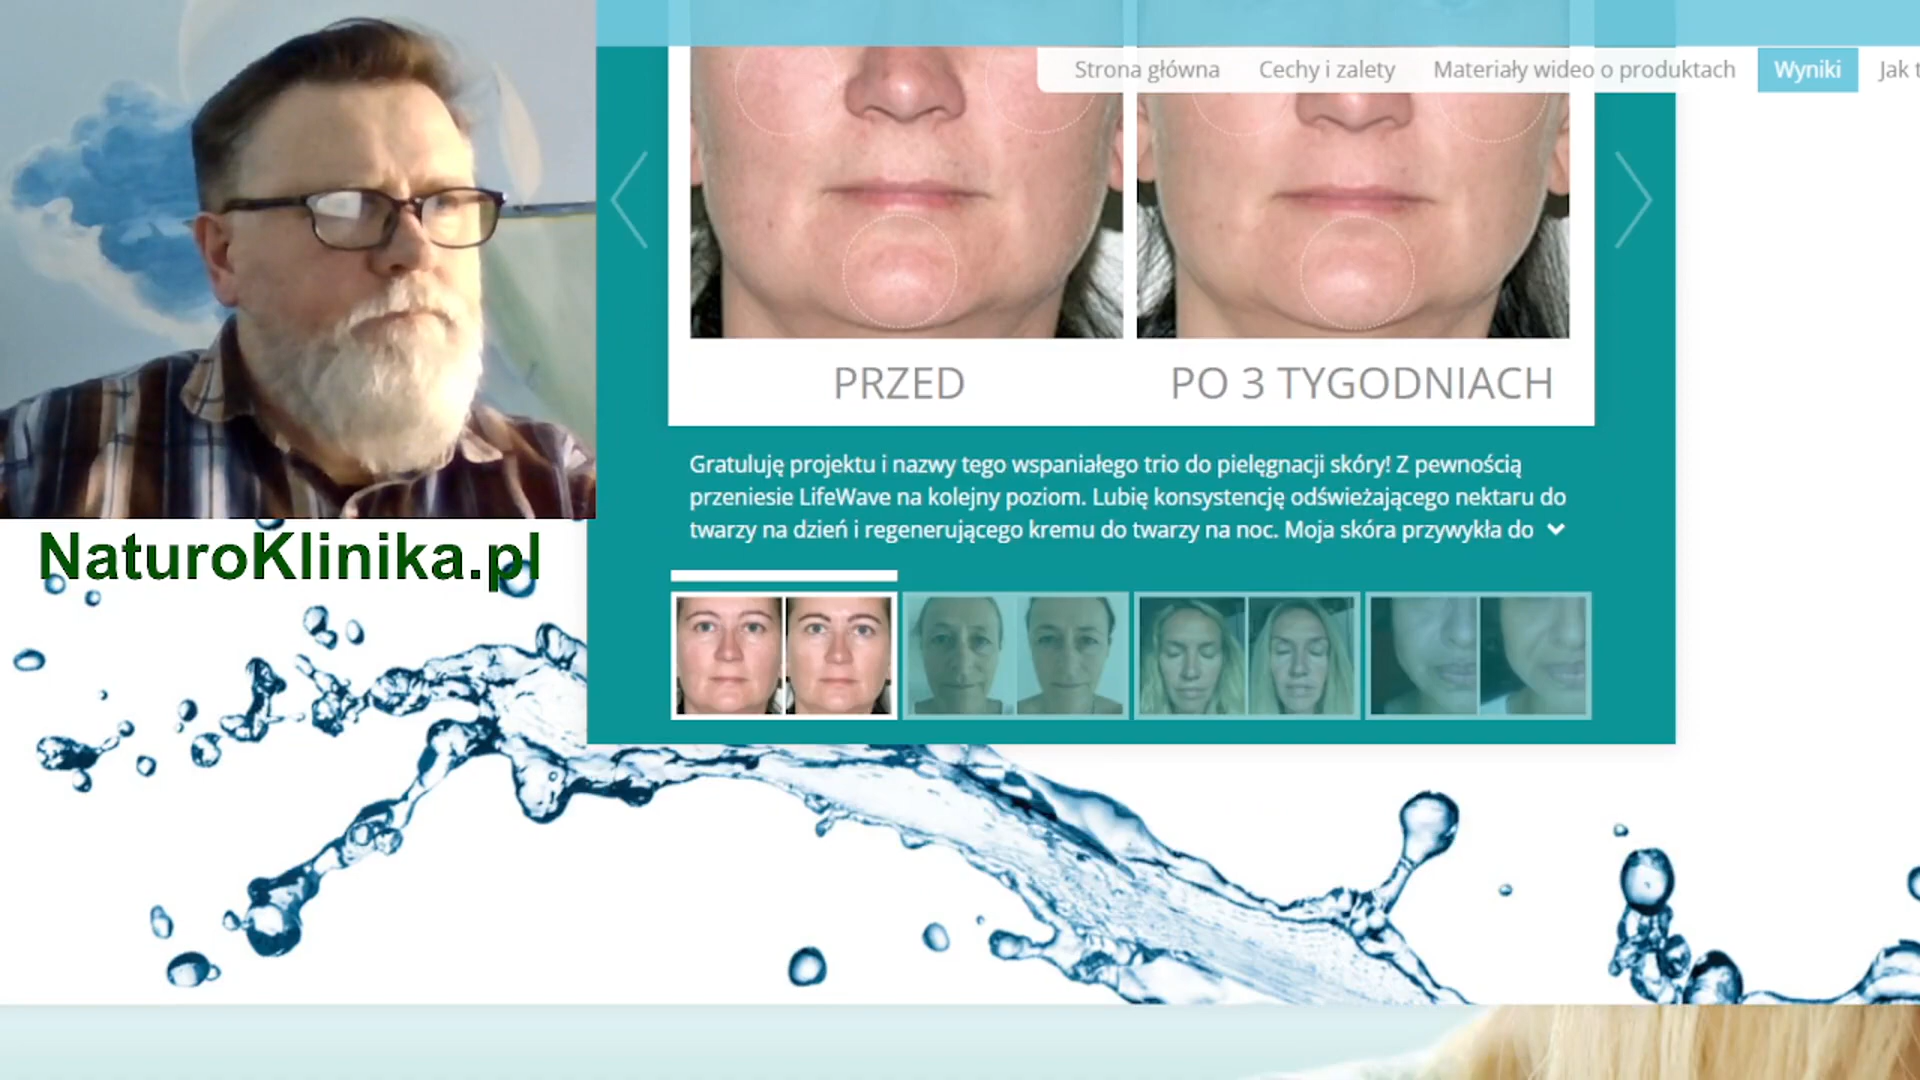 Strona główna
Cechy i zalety
Materiały wideo o produktach
Wyniki
Jak t
PRZED
PO 3 TYGODNIACH
Gratuluję projektu i nazwy tego wspaniałego trio do pielęgnacji skóry! Z pewnością
przeniesie LifeWave na kolejny poziom. Lubię konsystencję odświeżającego nektaru do
twarzy na dzień i regenerującego kremu do twarzy na noc. Moja skóra przywykła do
NaturoKlinika.pl